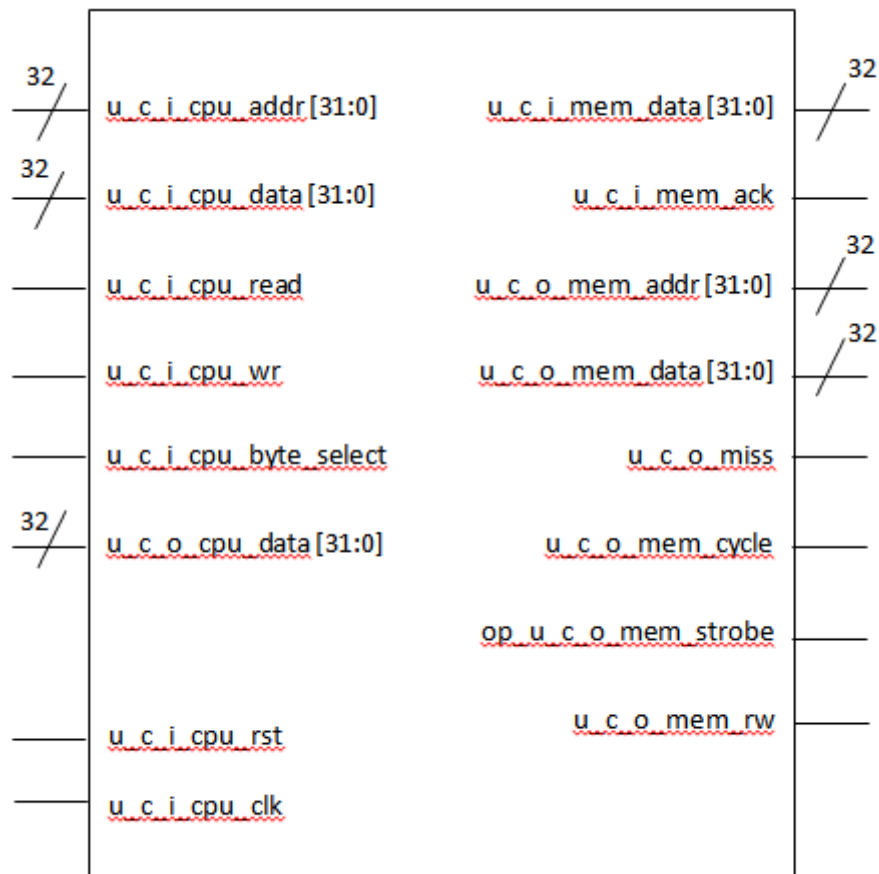 32
u_c_i_cpu_addr[31:0]
32
u_c_i_cpu_data[31:0]
u_c_i_cpu_read
u_c_i_cpu_wr
u_c_i_cpu_byte_select
32
u_c_o_cpu_data[31:0]
u_c_i_cpu_rst
u_c_i_cpu_clk
32
u_c_i_mem_data[31:0]
u_c_i_mem_ack
32
u_c_o_mem_addr[31:0]
32
u_c_o_mem_data[31:0]
u_c_o_miss
u_c_o_mem_cycle
op_u_c_o_mem_strobe
u_c_o_mem_rw